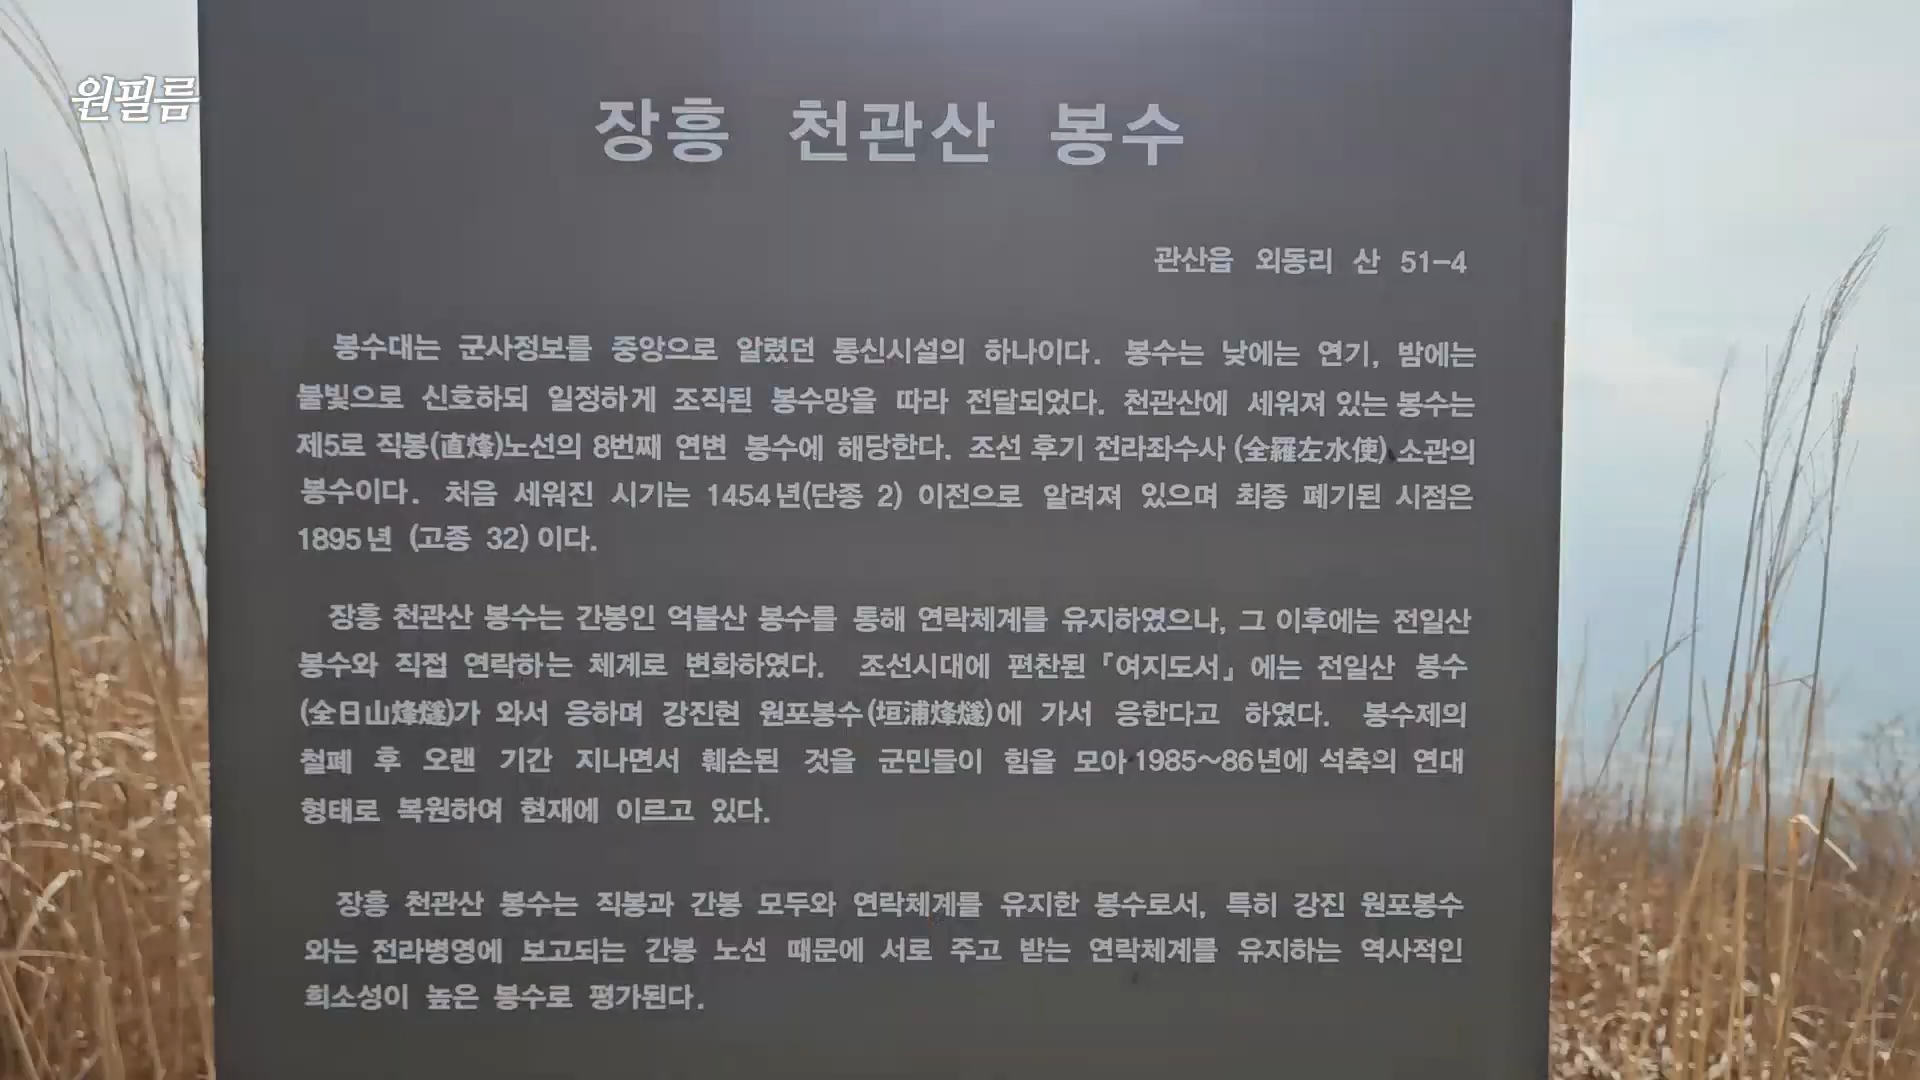 원필름
장흥 천관산 봉수
관산읍 외동리 산 51-4
봉수대는 군사정보를 중앙으로 알렸던 통신시설의 하나이다. 봉수는 낮에는 연기, 밤에는
불빛으로 신호하되 일정하게 조직된 봉수망을 따라 전달되었다. 천관산에 세워져 있는 봉수는
제5로 직봉(直烽)노선의 8번째 연변 봉수에 해당한다. 조선 후기 전라좌수사 (全羅左水使) 소관의
봉수이다. 처음 세워진 시기는 1454년(단종 2) 이전으로 알려져 있으며 최종 폐기된 시점은
1895년 (고종 32)이다.
장흥 천관산 봉수는 간봉인 억불산 봉수를 통해 연락체계를 유지하였으나, 그 이후에는 전일산
봉수와 직접 연락하는 체계로 변화하였다. 조선시대에 편찬된 「여지도서」에는 전일산 봉수
(全日山烽燧)가 와서 응하며 강진현 원포봉수(垣浦烽燧)에 가서 응한다고 하였다. 봉수제의
철폐 후 오랜 기간 지나면서 훼손된 것을 군민들이 힘을 모아 1985~86년에 석축의 연대
형태로 복원하여 현재에 이르고 있다.
장흥 천관산 봉수는 직봉과 간봉 모두와 연락체계를 유지한 봉수로서, 특히 강진 원포봉수
와는 전라병영에 보고되는 간봉 노선 때문에 서로 주고 받는 연락체계를 유지하는 역사적인
희소성이 높은 봉수로 평가된다.